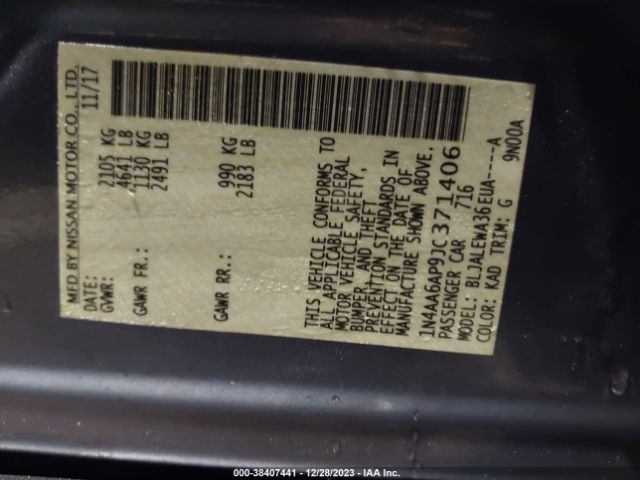 MFD BY NISSAN MOTOR CO., LTD.
DATE: 11/17
GVWR: 2105 KG
4641 LB
GAWR FR.: 1130 KG
2491 LB
GAWR RR.: 990 KG
2183 LB
THIS VEHICLE CONFORMS TO
ALL APPLICABLE FEDERAL
MOTOR VEHICLE SAFETY,
BUMPER, AND THEFT
PREVENTION STANDARDS IN
EFFECT ON THE DATE OF
MANUFACTURE SHOWN ABOVE.
1N4AA6AP9JC371406
PASSENGER CAR 716
MODEL: BLJALEWA36EUA----A
COLOR: KAD TRIM: G 9N00A
000-38407441 - 12/28/2023 - IAA Inc.